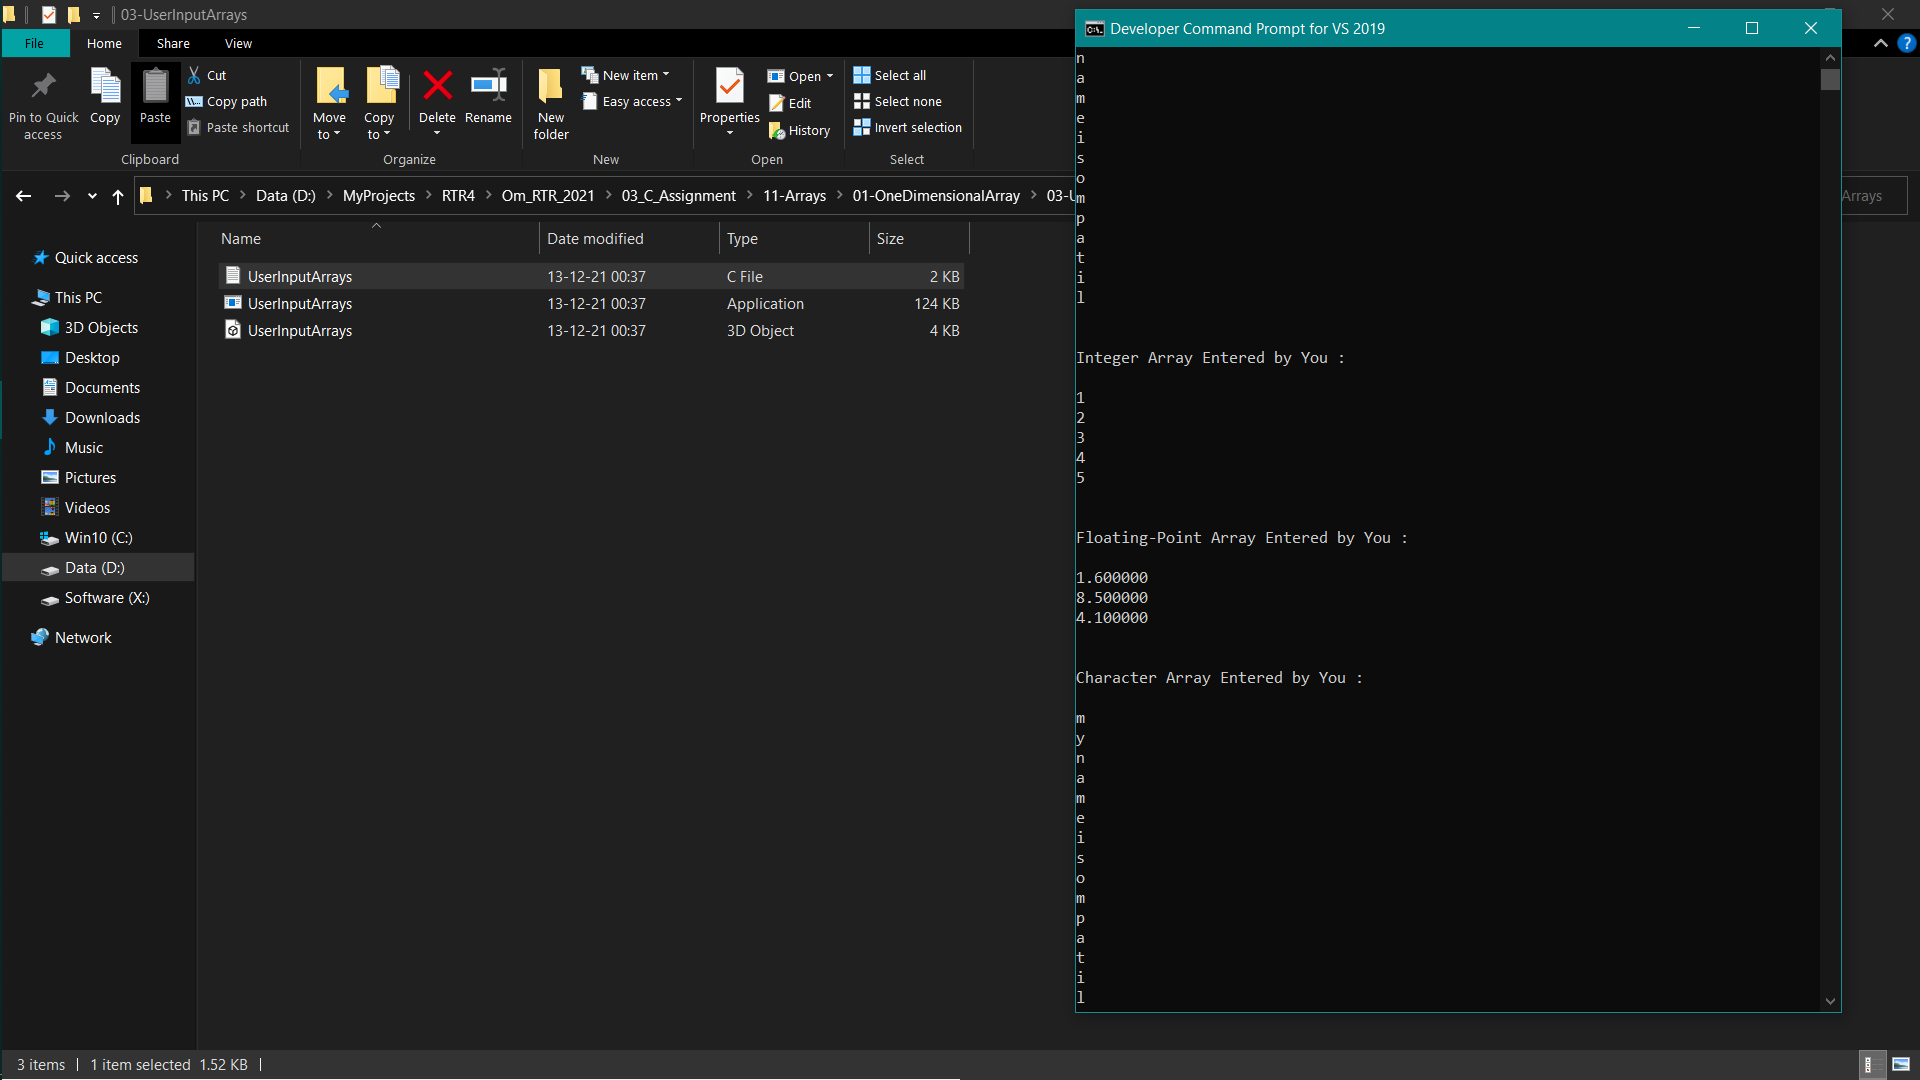 03-UserInputArrays
File Home Share View
Pin to Quick access
Copy
Paste
Cut
Copy path
Paste shortcut
Clipboard
Move to
Copy to
Delete
Rename
Organize
New folder
New item
Easy access
New
Properties
Open
Edit
History
Open
Select all
Select none
Invert selection
Select
This PC Data (D:) MyProjects RTR4 Om_RTR_2021 03_C_Assignment 11-Arrays 01-OneDimensionalArray 03-U
Arrays
Quick access
This PC
3D Objects
Desktop
Documents
Downloads
Music
Pictures
Videos
Win10 (C:)
Data (D:)
Software (X:)
Network
Name Date modified Type Size
UserInputArrays 13-12-21 00:37 C File 2 KB
UserInputArrays 13-12-21 00:37 Application 124 KB
UserInputArrays 13-12-21 00:37 3D Object 4 KB
3 items 1 item selected 1.52 KB
Developer Command Prompt for VS 2019
n
a
m
e
i
s
o
m
p
a
t
i
l
Integer Array Entered by You :
1
2
3
4
5
Floating-Point Array Entered by You :
1.600000
8.500000
4.100000
Character Array Entered by You :
m
y
n
a
m
e
i
s
o
m
p
a
t
i
l